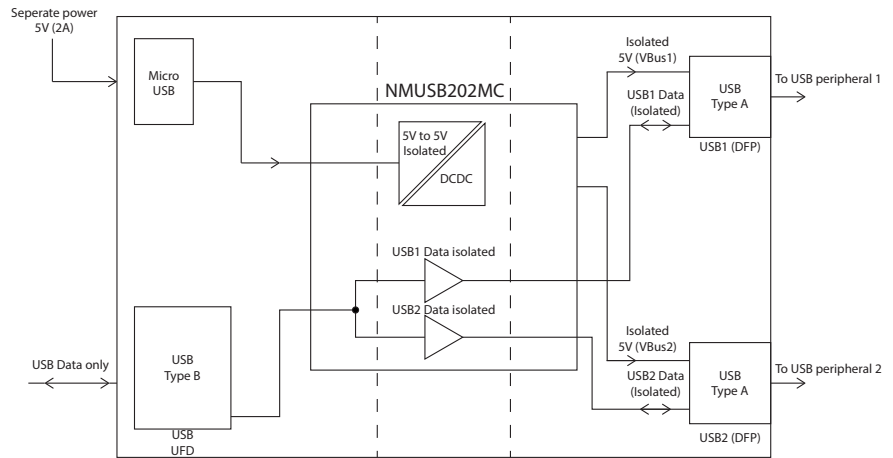 Seperate power
5V (2A)
Micro
USB
NMUSB202MC
5V to 5V
Isolated
DCDC
Isolated
5V (VBus1)
USB1 Data
(Isolated)
USB
Type A
To USB peripheral 1
USB1 (DFP)
USB1 Data isolated
USB2 Data isolated
USB Data only
USB
Type B
USB
UFD
Isolated
5V (VBus2)
USB2 Data
(Isolated)
USB
Type A
To USB peripheral 2
USB2 (DFP)